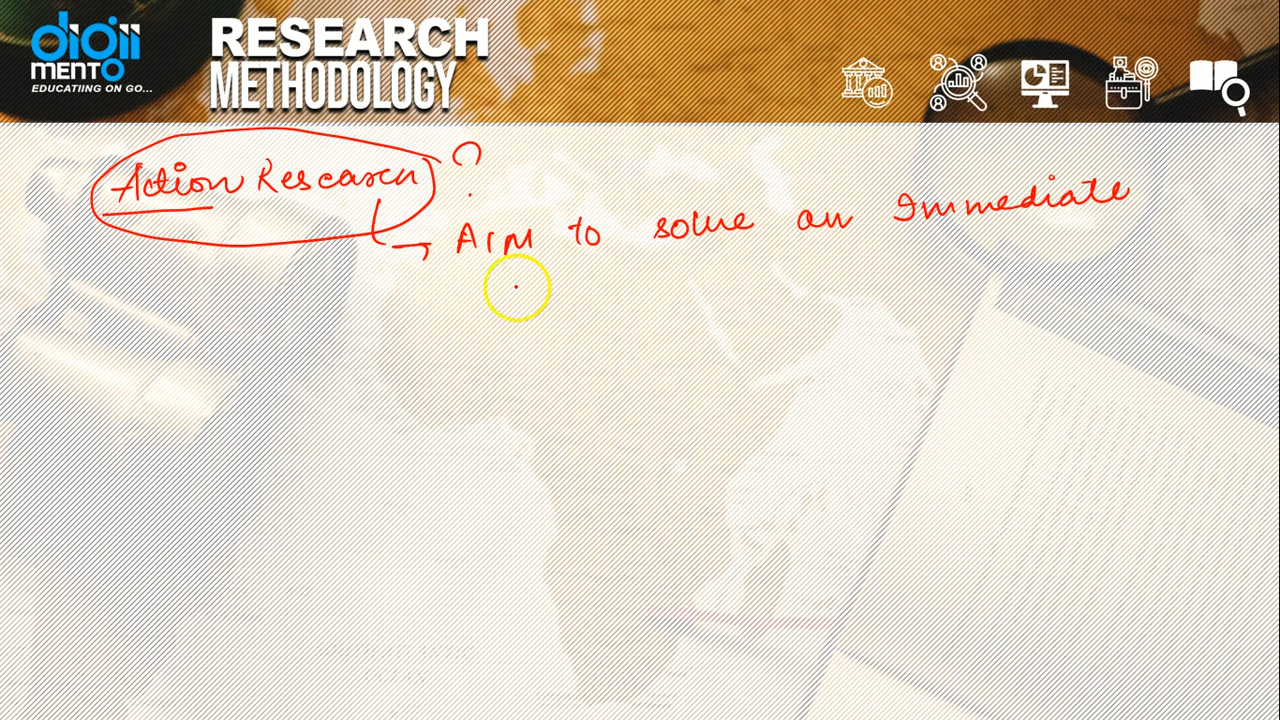 digii
MENTO
EDUCATIING ON GO...
RESEARCH
METHODOLOGY
Action Research ?
→ AIM to solve an Immediate